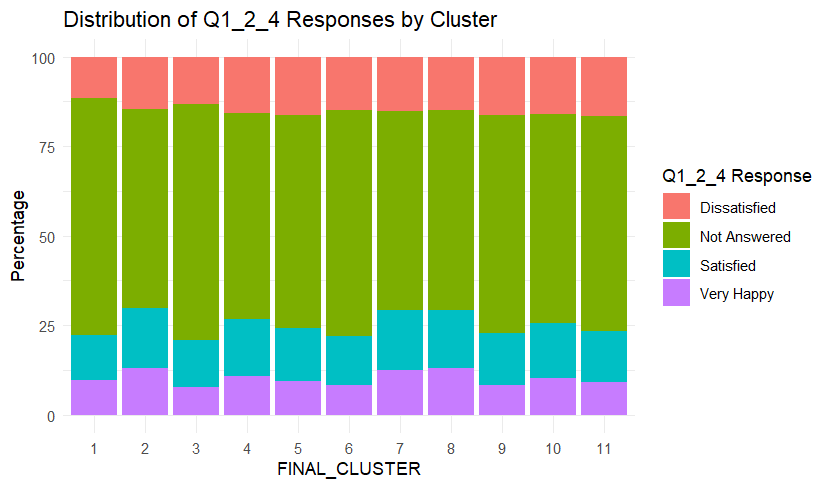 Distribution of Q1_2_4 Responses by Cluster
Percentage
100
75
50
25
0
1 2 3 4 5 6 7 8 9 10 11
FINAL_CLUSTER
Q1_2_4 Response
Dissatisfied
Not Answered
Satisfied
Very Happy